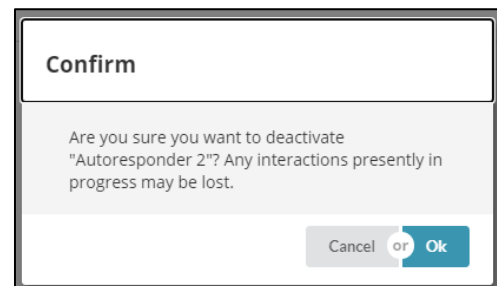 Confirm
Are you sure you want to deactivate
"Autoresponder 2"? Any interactions presently in
progress may be lost.
Cancel or Ok